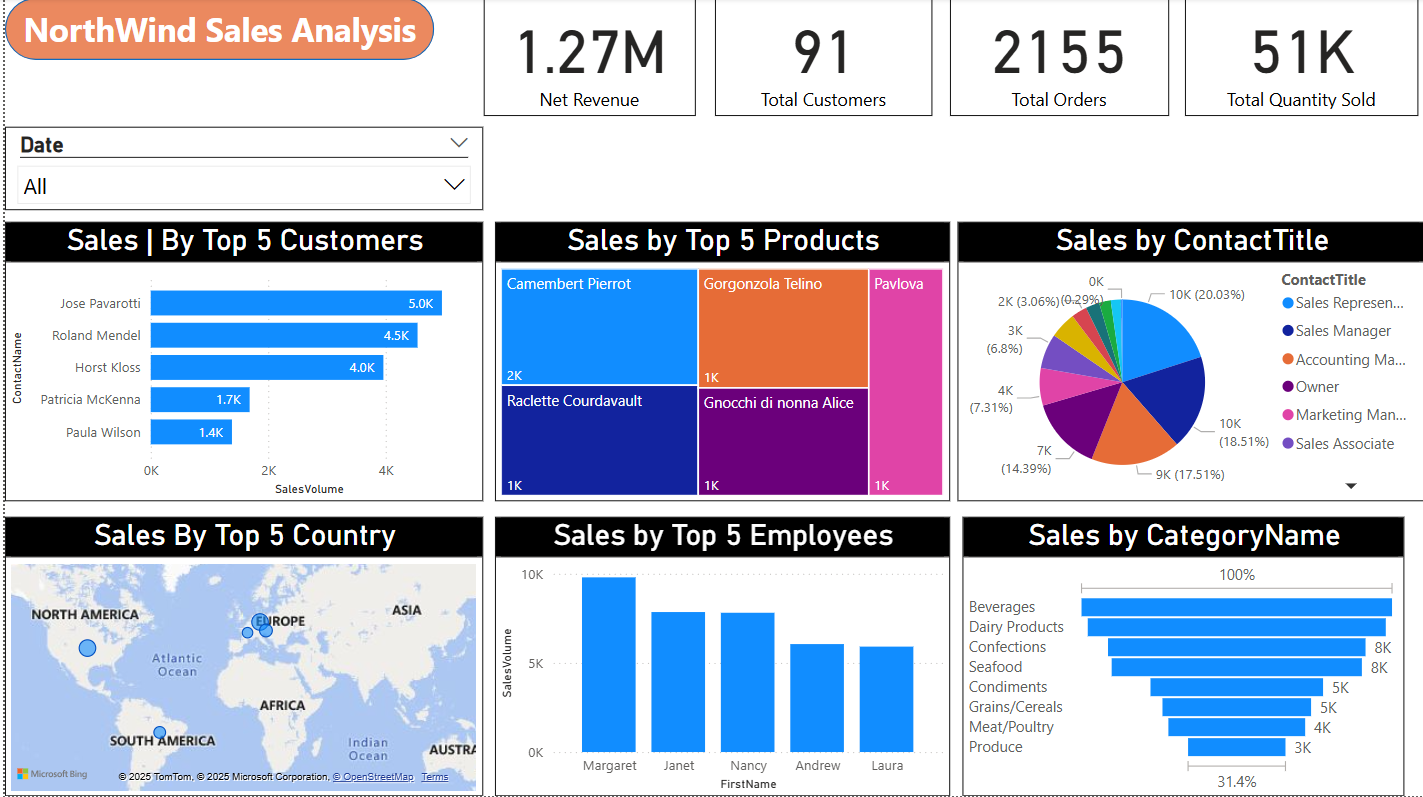 NorthWind Sales Analysis
1.27M
Net Revenue
91
Total Customers
2155
Total Orders
51K
Total Quantity Sold
Date
All
Sales | By Top 5 Customers
ContactName
Jose Pavarotti 5.0K
Roland Mendel 4.5K
Horst Kloss 4.0K
Patricia McKenna 1.7K
Paula Wilson 1.4K
0K 2K 4K
SalesVolume
Sales by Top 5 Products
Camembert Pierrot
2K
Raclette Courdavault
1K
Gorgonzola Telino
1K
Gnocchi di nonna Alice
1K
Pavlova
1K
Sales by ContactTitle
0K
(0.29%)
10K (20.03%)
2K (3.06%)
3K
(6.8%)
4K
(7.31%)
7K
(14.39%)
9K (17.51%)
10K
(18.51%)
ContactTitle
Sales Represen...
Sales Manager
Accounting Ma...
Owner
Marketing Man...
Sales Associate
Sales By Top 5 Country
NORTH AMERICA
EUROPE
ASIA
Atlantic
Ocean
AFRICA
SOUTH AMERICA
Indian
Ocean
AUSTRA
Microsoft Bing
© 2025 TomTom, © 2025 Microsoft Corporation, © OpenStreetMap Terms
Sales by Top 5 Employees
SalesVolume
10K
5K
0K
Margaret Janet Nancy Andrew Laura
FirstName
Sales by CategoryName
100%
Beverages
Dairy Products
Confections 8K
Seafood 8K
Condiments 5K
Grains/Cereals 5K
Meat/Poultry 4K
Produce 3K
31.4%